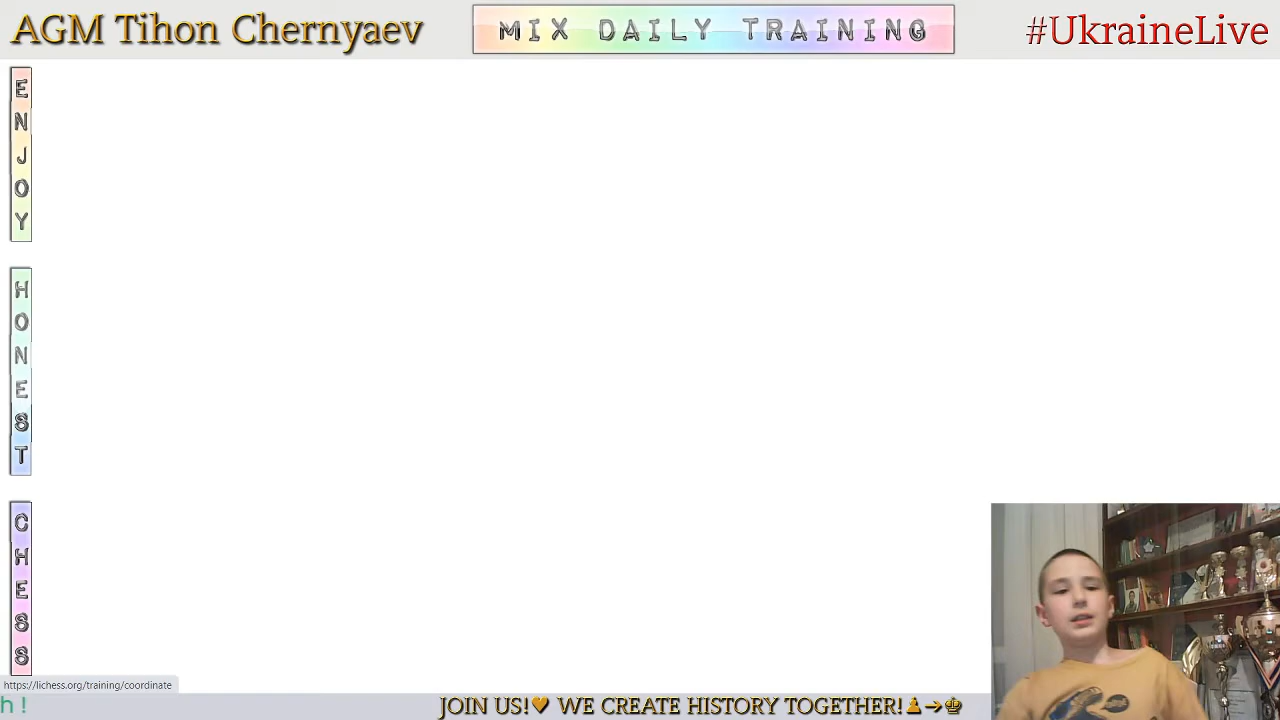 AGM Tihon Chernyaev
MIX DAILY TRAINING
#UkraineLive
ENJOY
HONEST
CHESS
https://lichess.org/training/coordinate
h !
JOIN US!♥ WE CREATE HISTORY TOGETHER!♟→♚